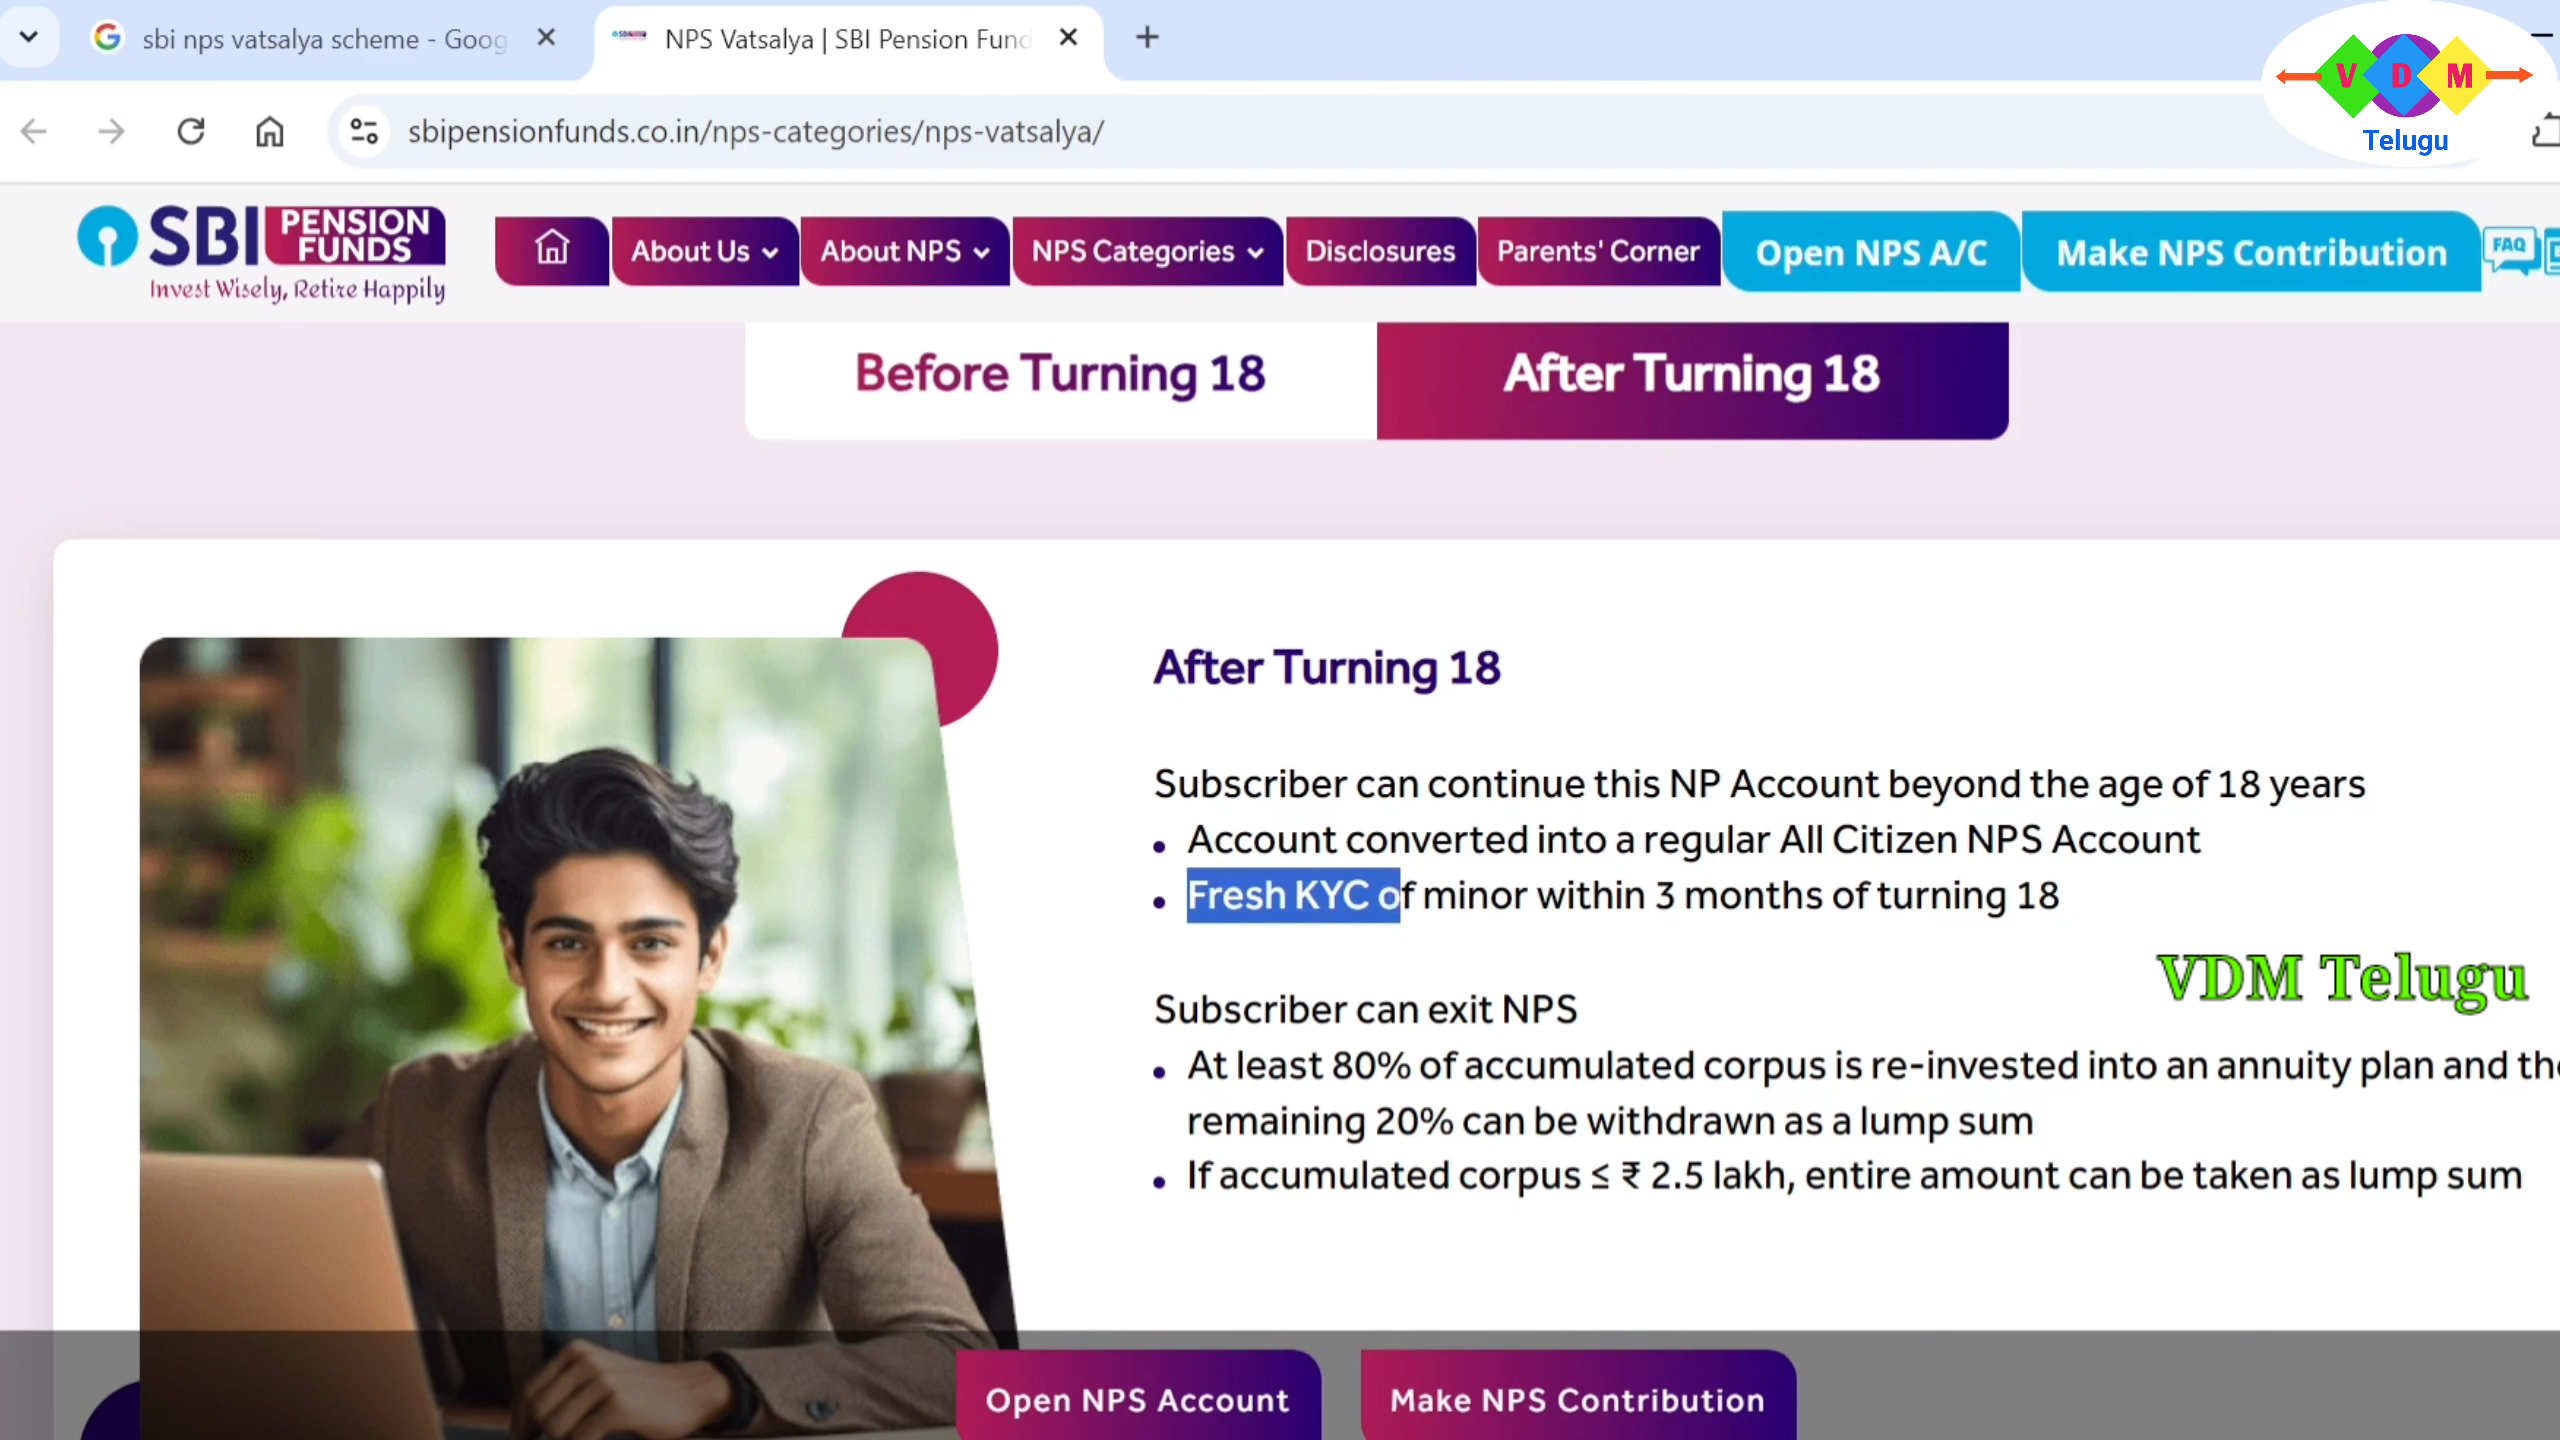 sbi nps vatsalya scheme - Goog
NPS Vatsalya | SBI Pension Fund
sbipensionfunds.co.in/nps-categories/nps-vatsalya/
V D M
Telugu
SBI PENSION FUNDS
Invest Wisely, Retire Happily
About Us
About NPS
NPS Categories
Disclosures
Parents' Corner
Open NPS A/C
Make NPS Contribution
FAQ
Before Turning 18
After Turning 18
After Turning 18
Subscriber can continue this NP Account beyond the age of 18 years
• Account converted into a regular All Citizen NPS Account
• Fresh KYC of minor within 3 months of turning 18
VDM Telugu
Subscriber can exit NPS
• At least 80% of accumulated corpus is re-invested into an annuity plan and the
remaining 20% can be withdrawn as a lump sum
• If accumulated corpus ≤ ₹ 2.5 lakh, entire amount can be taken as lump sum
Open NPS Account
Make NPS Contribution